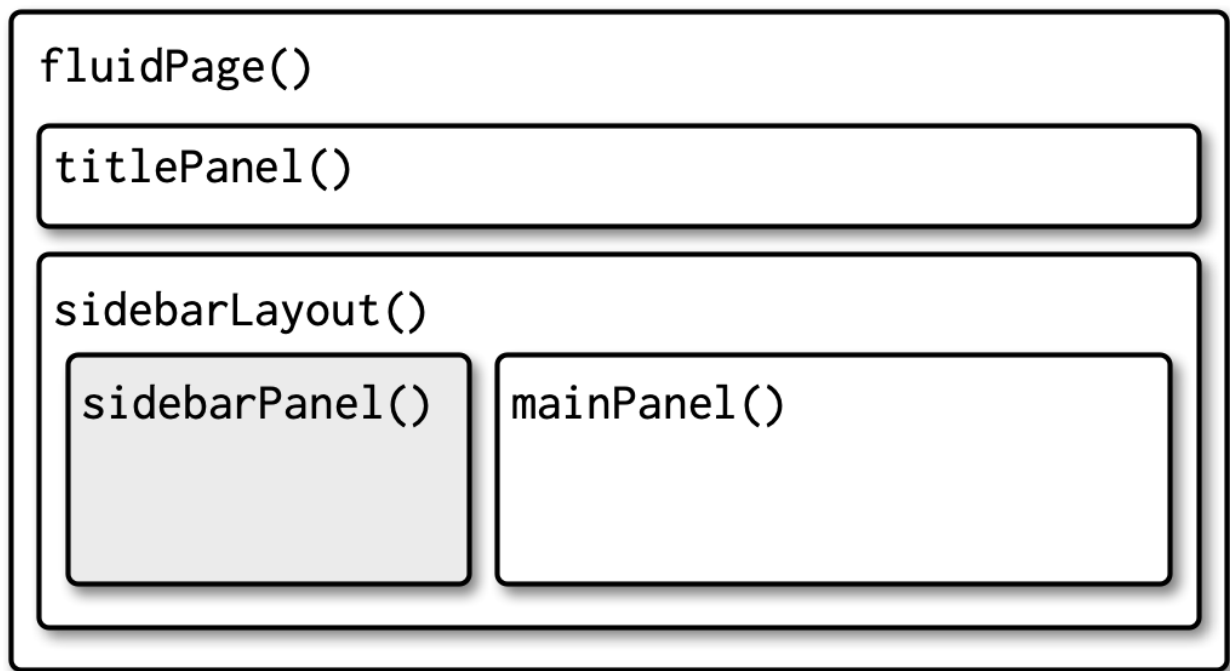 fluidPage()
titlePanel()
sidebarLayout()
sidebarPanel()
mainPanel()